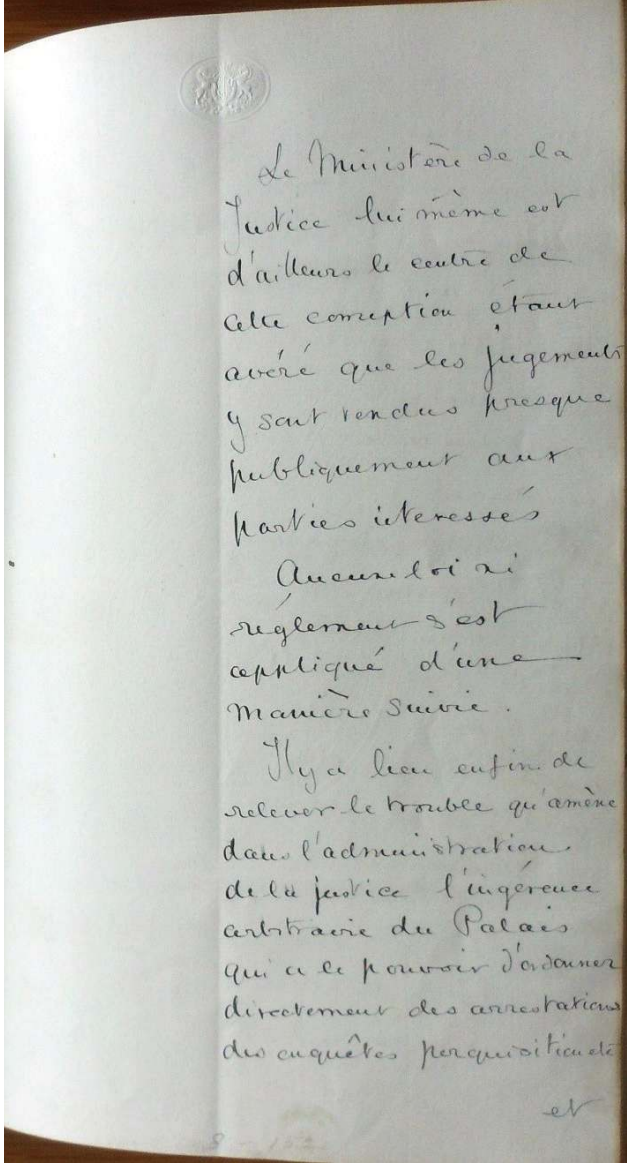 Le Ministère de la
Justice lui même est
d'ailleurs le centre de
cette corruption étant
avéré que les jugements
y sont rendus presque
publiquement aux
parties interessés
Aucune loi ni
réglement n'est
appliqué d'une
manière suivie.
Il y a lieu enfin de
relever le trouble qu'amène
dans l'administration
de la justice l'ingérence
arbitraire du Palais
qui a le pouvoir d'ordonner
directement des arrestations
des enquêtes perquisition etc
et